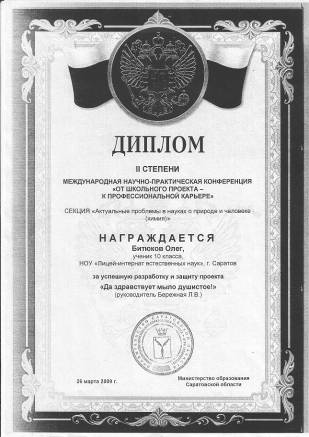 ДИПЛОМ
II СТЕПЕНИ
МЕЖДУНАРОДНАЯ НАУЧНО-ПРАКТИЧЕСКАЯ КОНФЕРЕНЦИЯ
«ОТ ШКОЛЬНОГО ПРОЕКТА –
К ПРОФЕССИОНАЛЬНОЙ КАРЬЕРЕ»
СЕКЦИЯ «Актуальные проблемы в науках о природе и человеке
(химия)»
НАГРАЖДАЕТСЯ
Битюков Олег,
ученик 10 класса,
НОУ «Лицей-интернат естественных наук», г. Саратов
за успешную разработку и защиту проекта
«Да здравствует мыло душистое!»
(руководитель Бережная Л.В.)
26 марта 2009 г.
Министерство образования
Саратовской области